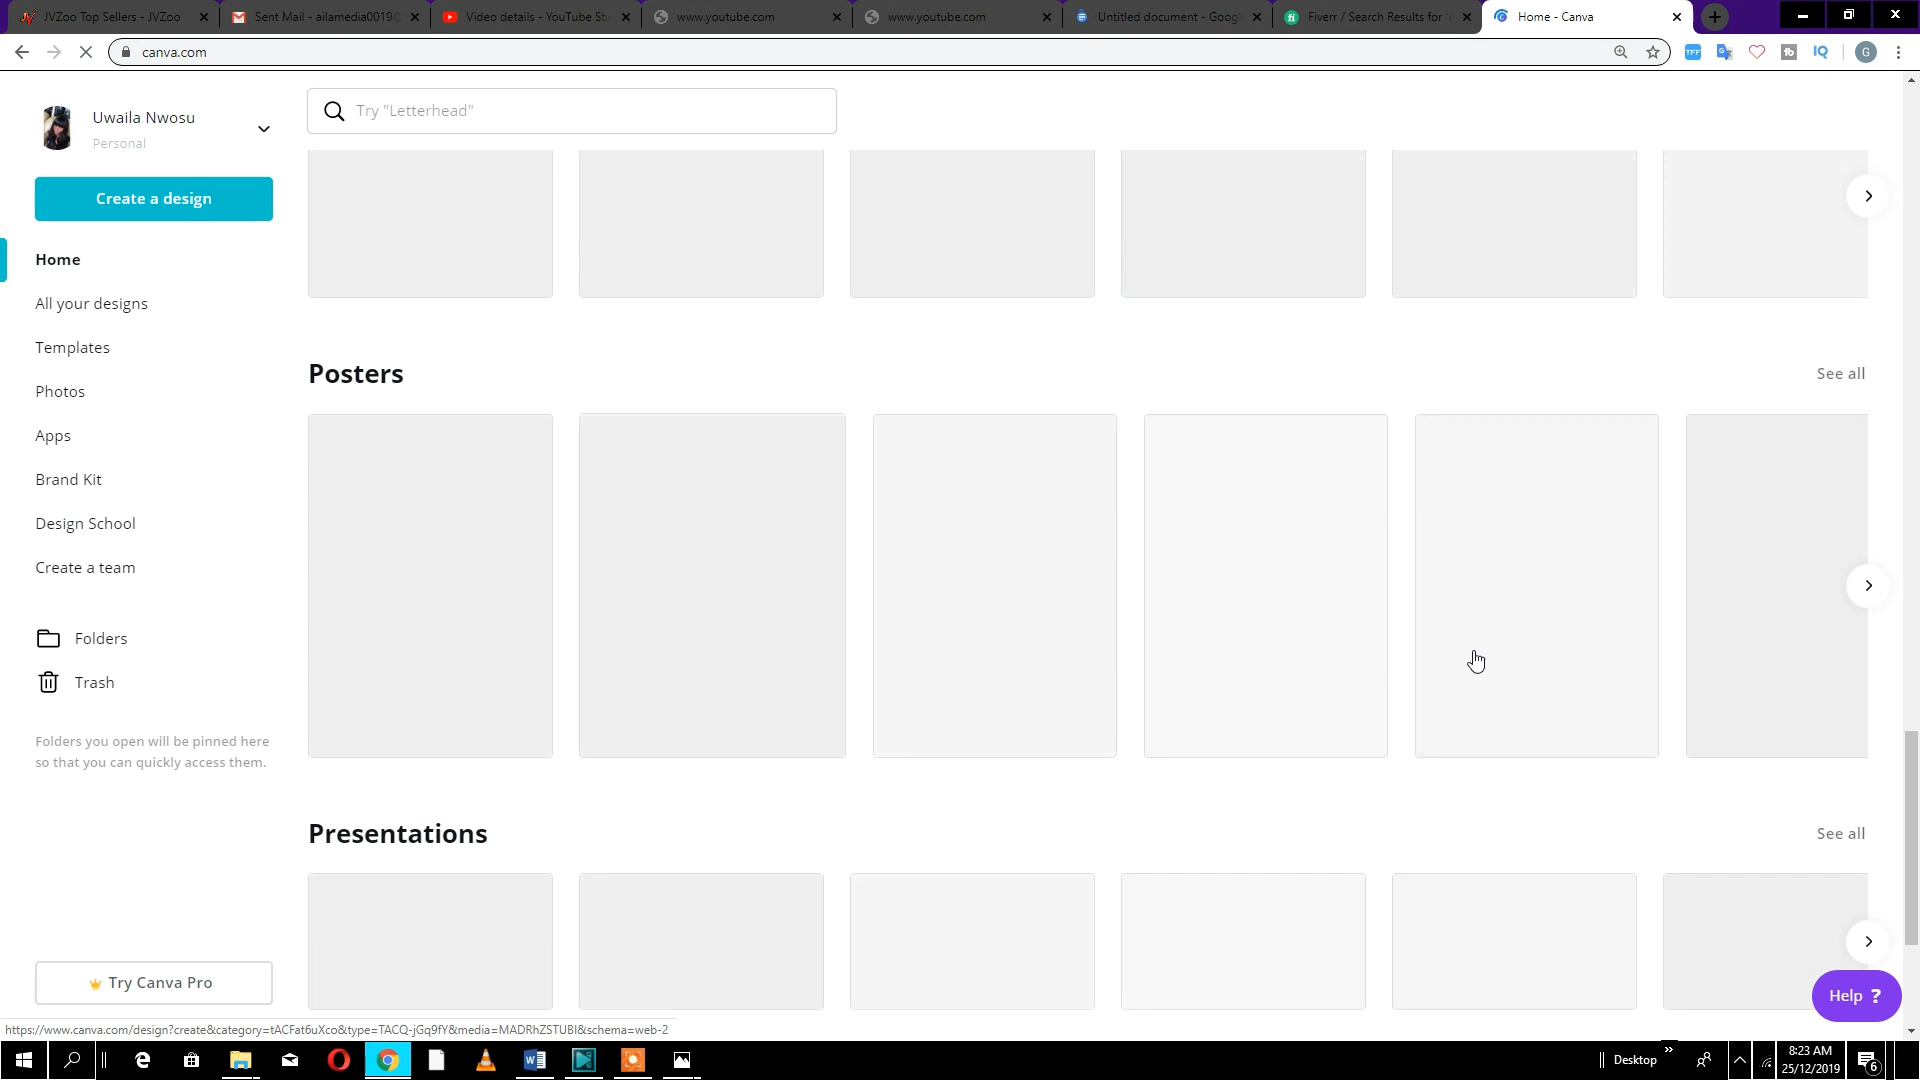 JVZoo Top Sellers - JVZoo
Sent Mail - ailamedia0019@
Video details - YouTube Stu
www.youtube.com
www.youtube.com
Untitled document - Goog
Fiverr / Search Results for
Home - Canva
canva.com
G
Uwaila Nwosu
Personal
Try "Letterhead"
Create a design
Home
All your designs
Templates
Photos
Apps
Brand Kit
Design School
Create a team
Folders
Trash
Folders you open will be pinned here
so that you can quickly access them.
Try Canva Pro
Posters
See all
Presentations
See all
Help ?
https://www.canva.com/design?create&category=tACFat6uXco&type=TACQ-jGq9fY&media=MADRhZSTUBI&schema=web-2
Desktop
8:23 AM
25/12/2019
6